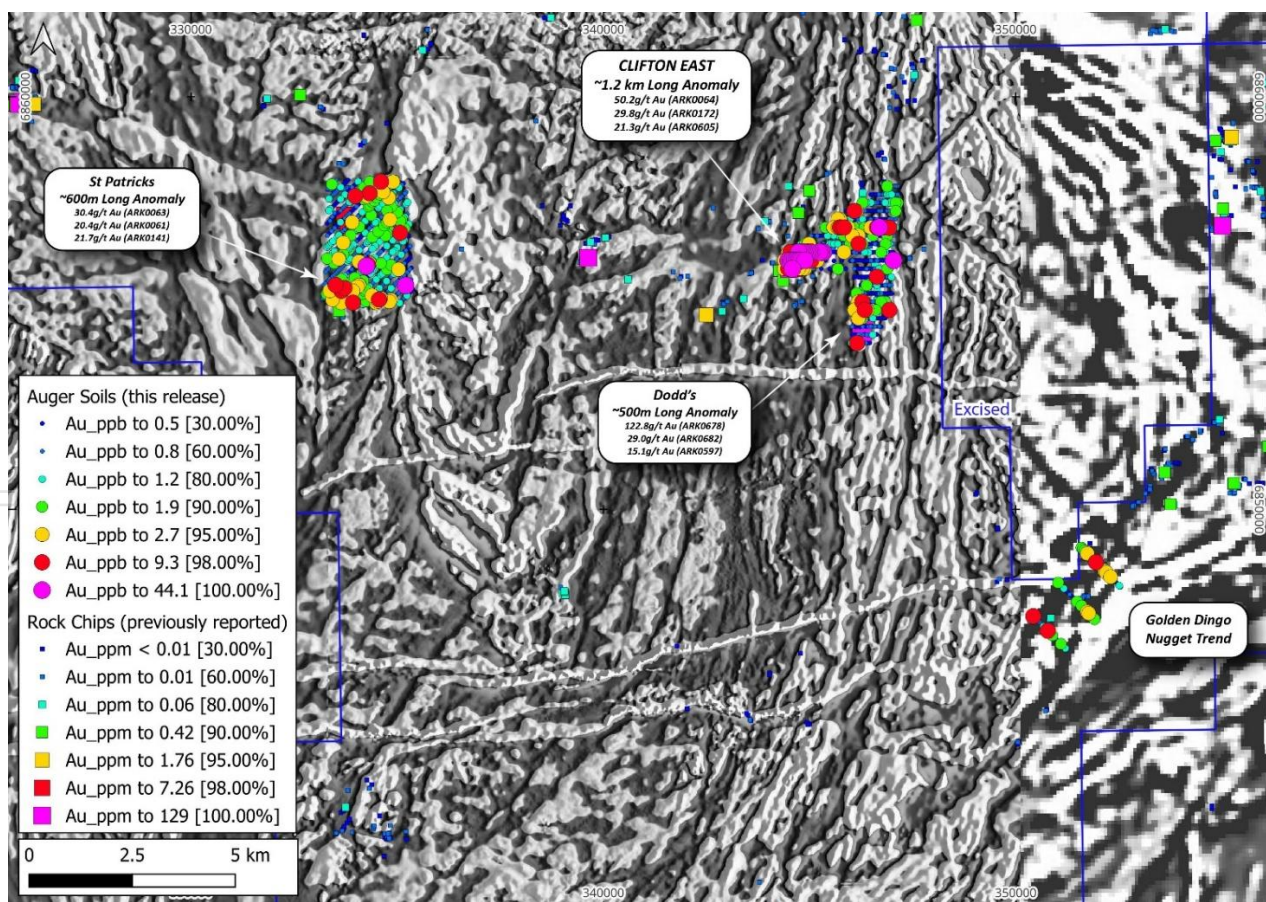 330000
340000
350000
6860000
6860000
CLIFTON EAST
~1.2 km Long Anomaly
50.2g/t Au (ARK0064)
29.8g/t Au (ARK0172)
21.3g/t Au (ARK0605)
St Patricks
~600m Long Anomaly
30.4g/t Au (ARK0063)
20.4g/t Au (ARK0061)
21.7g/t Au (ARK0141)
Dodd's
~500m Long Anomaly
122.8g/t Au (ARK0678)
29.0g/t Au (ARK0682)
15.1g/t Au (ARK0597)
Excised
6850000
Golden Dingo
Nugget Trend
Auger Soils (this release)
Au_ppb to 0.5 [30.00%]
Au_ppb to 0.8 [60.00%]
Au_ppb to 1.2 [80.00%]
Au_ppb to 1.9 [90.00%]
Au_ppb to 2.7 [95.00%]
Au_ppb to 9.3 [98.00%]
Au_ppb to 44.1 [100.00%]
Rock Chips (previously reported)
Au_ppm < 0.01 [30.00%]
Au_ppm to 0.01 [60.00%]
Au_ppm to 0.06 [80.00%]
Au_ppm to 0.42 [90.00%]
Au_ppm to 1.76 [95.00%]
Au_ppm to 7.26 [98.00%]
Au_ppm to 129 [100.00%]
0 2.5 5 km
340000
350000